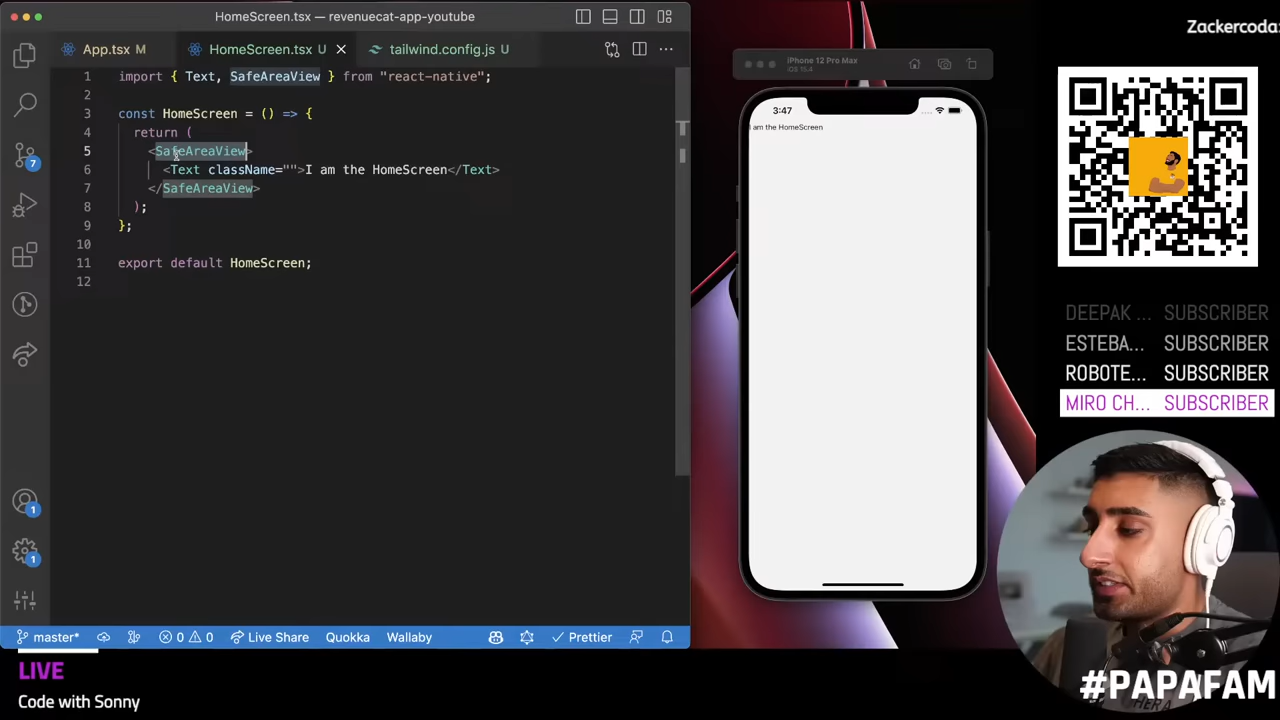 HomeScreen.tsx — revenuecat-app-youtube
Zackercodaz
App.tsx M
HomeScreen.tsx U
tailwind.config.js U
1 import { Text, SafeAreaView } from "react-native";
2
3 const HomeScreen = () => {
4 return (
5 <SafeAreaView>
6 <Text className="">I am the HomeScreen</Text>
7 </SafeAreaView>
8 );
9 };
10
11 export default HomeScreen;
12
7
1
1
iPhone 12 Pro Max
iOS 15.4
3:47
I am the HomeScreen
DEEPAK ... SUBSCRIBER
ESTEBA... SUBSCRIBER
ROBOTE... SUBSCRIBER
MIRO CH... SUBSCRIBER
master*
0
0
Live Share
Quokka
Wallaby
Prettier
LIVE
Code with Sonny
#PAPAFAM